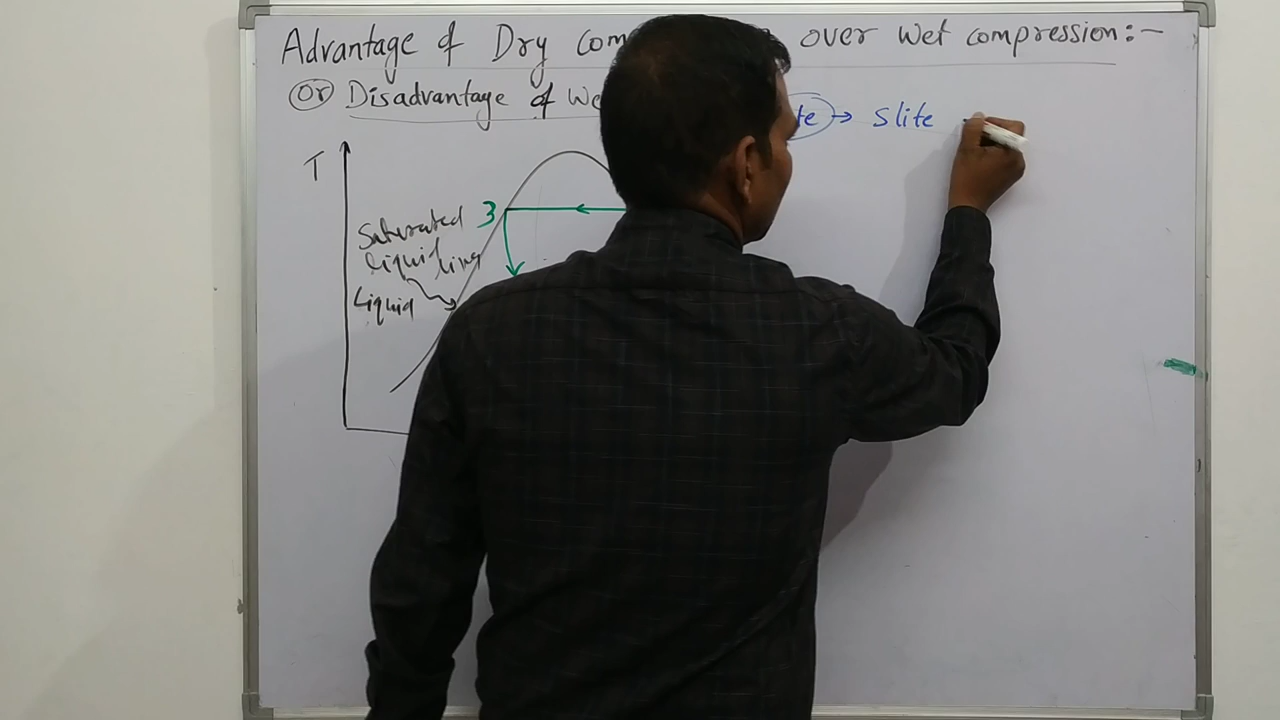 Advantage of Dry com over Wet compression:-
Or Disadvantage of We te → slite
T
3
Saturated
liquid line
Liquid